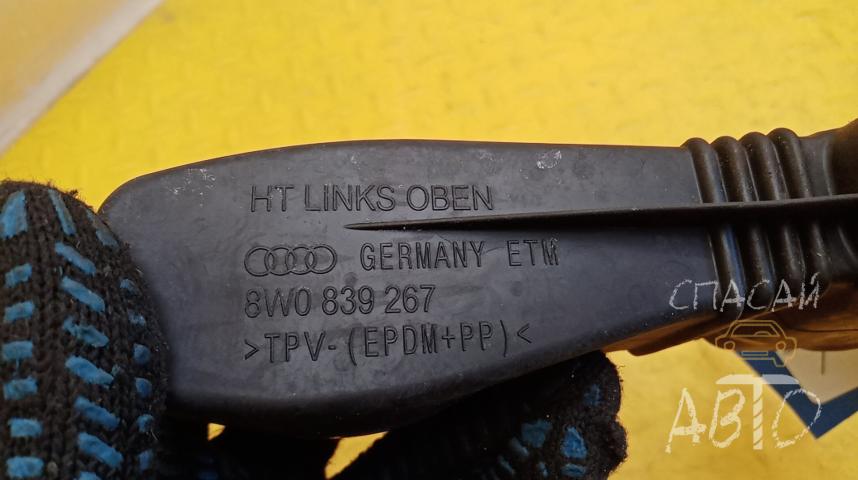 HT LINKS OBEN
GERMANY ETM
8W0 839 267
>TPV-(EPDM+PP)<
СПАСАЙ
АВТО